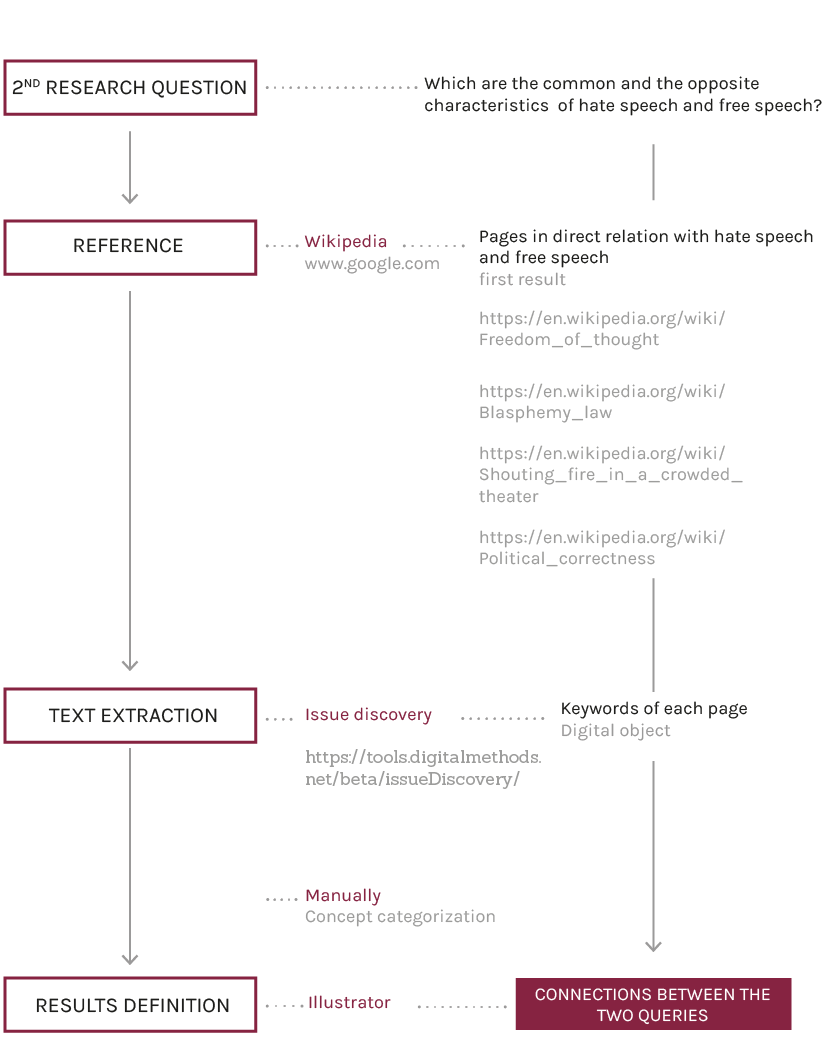 2ND RESEARCH QUESTION
Which are the common and the opposite
characteristics  of hate speech and free speech?
REFERENCE
Wikipedia
www.google.com
Pages in direct relation with hate speech
and free speech
first result
https://en.wikipedia.org/wiki/
Freedom_of_thought
https://en.wikipedia.org/wiki/
Blasphemy_law
https://en.wikipedia.org/wiki/
Shouting_fire_in_a_crowded_
theater
https://en.wikipedia.org/wiki/
Political_correctness
TEXT EXTRACTION
Issue discovery
https://tools.digitalmethods.
net/beta/issueDiscovery/
Keywords of each page
Digital object
Manually
Concept categorization
RESULTS DEFINITION
Illustrator
CONNECTIONS BETWEEN THE
TWO QUERIES